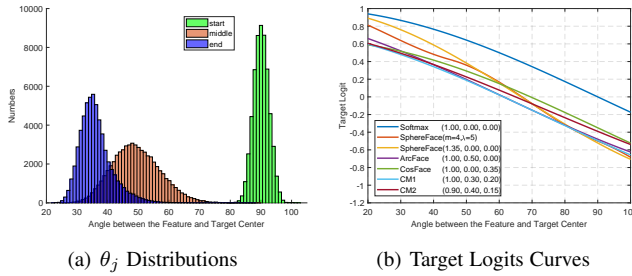 10000
8000
6000
4000
2000
0
Numbers
start
middle
end
20 30 40 50 60 70 80 90 100
Angle between the Feature and Target Center
(a) θj Distributions
1
0.8
0.6
0.4
0.2
0
-0.2
-0.4
-0.6
-0.8
-1
-1.2
Target Logit
Softmax (1.00, 0.00, 0.00)
SphereFace(m=4,λ=5)
SphereFace(1.35, 0.00, 0.00)
ArcFace (1.00, 0.50, 0.00)
CosFace (1.00, 0.00, 0.35)
CM1 (1.00, 0.30, 0.20)
CM2 (0.90, 0.40, 0.15)
20 30 40 50 60 70 80 90 100
Angle between the Feature and Target Center
(b) Target Logits Curves